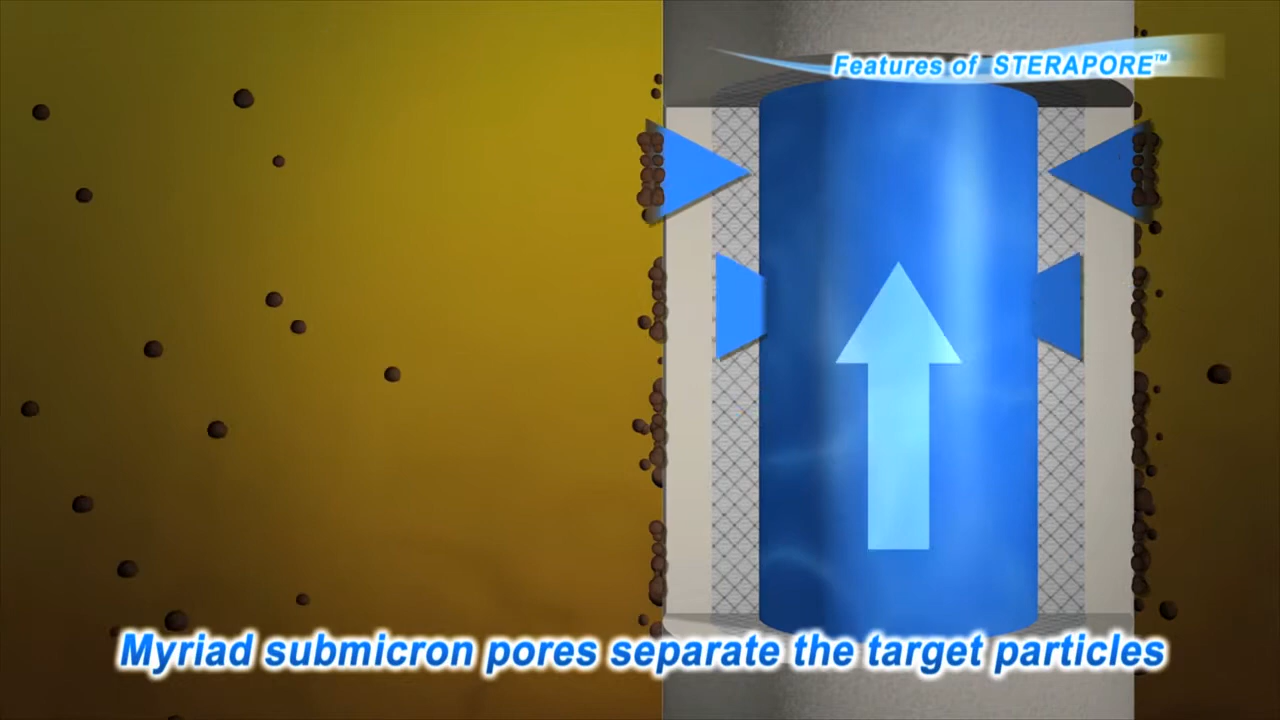 Features of STERAPORE™
Myriad submicron pores separate the target particles